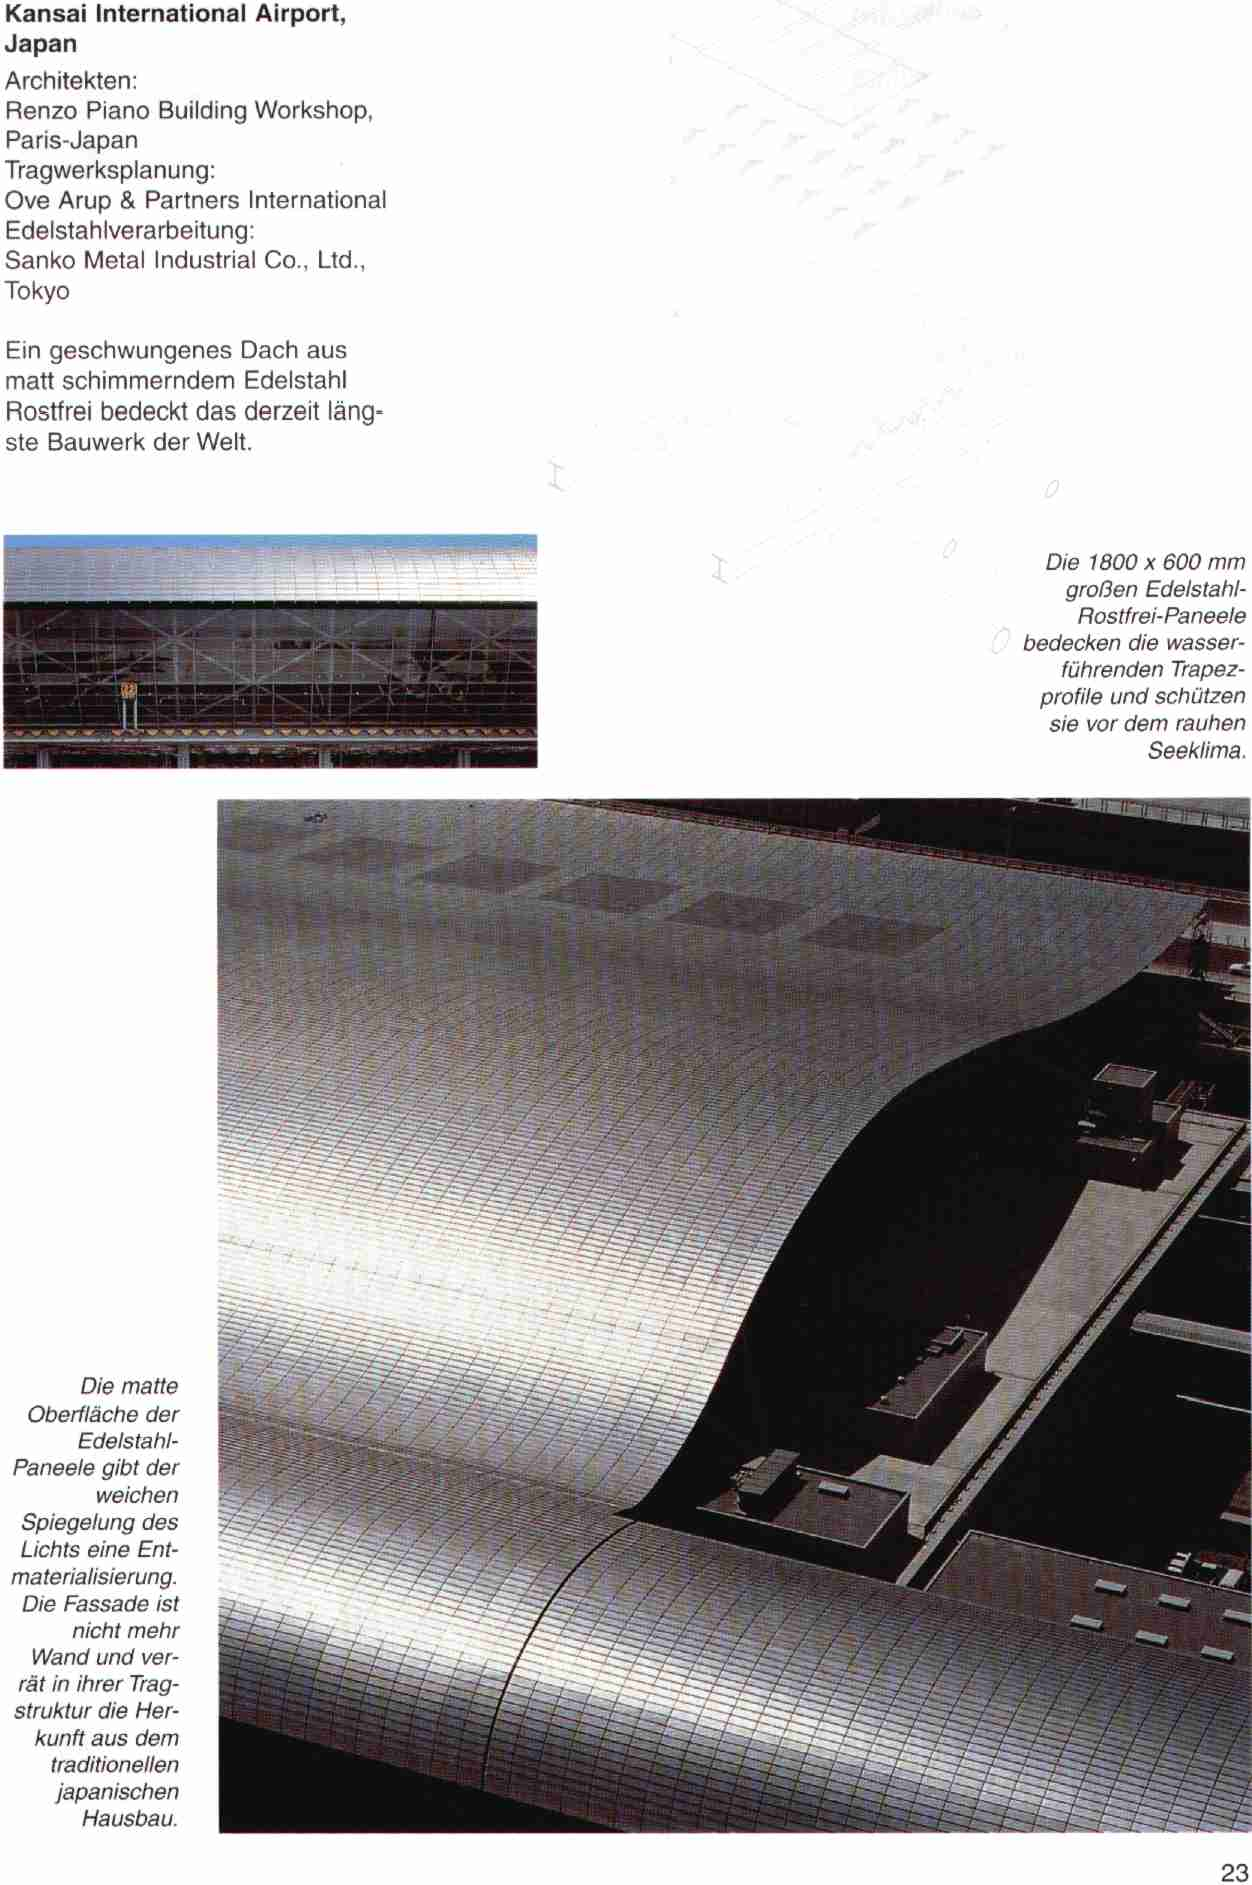 Kansai International Airport,
Japan
Architekten:
Renzo Piano Building Workshop,
Paris-Japan
Tragwerksplanung:
Ove Arup & Partners International
Edelstahlverarbeitung:
Sanko Metal Industrial Co., Ltd.,
Tokyo
Ein geschwungenes Dach aus
matt schimmerndem Edelstahl
Rostfrei bedeckt das derzeit läng-
ste Bauwerk der Welt.
Die 1800 x 600 mm
großen Edelstahl-
Rostfrei-Paneele
bedecken die wasser-
führenden Trapez-
profile und schützen
sie vor dem rauhen
Seeklima.
Die matte
Oberfläche der
Edelstahl-
Paneele gibt der
weichen
Spiegelung des
Lichts eine Ent-
materialisierung.
Die Fassade ist
nicht mehr
Wand und ver-
rät in ihrer Trag-
struktur die Her-
kunft aus dem
traditionellen
japanischen
Hausbau.
23